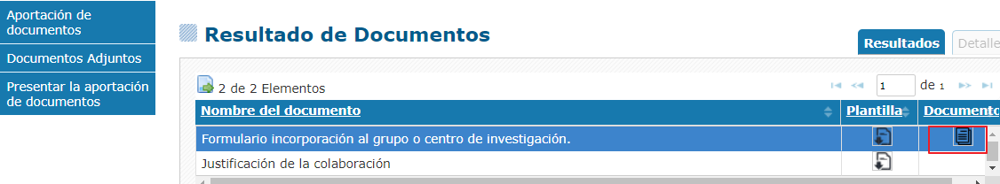 Aportación de
documentos
Documentos Adjuntos
Presentar la aportación
de documentos
Resultado de Documentos
Resultados
Detalle
2 de 2 Elementos
1 de 1
Nombre del documento Plantilla Documento
Formulario incorporación al grupo o centro de investigación.
Justificación de la colaboración